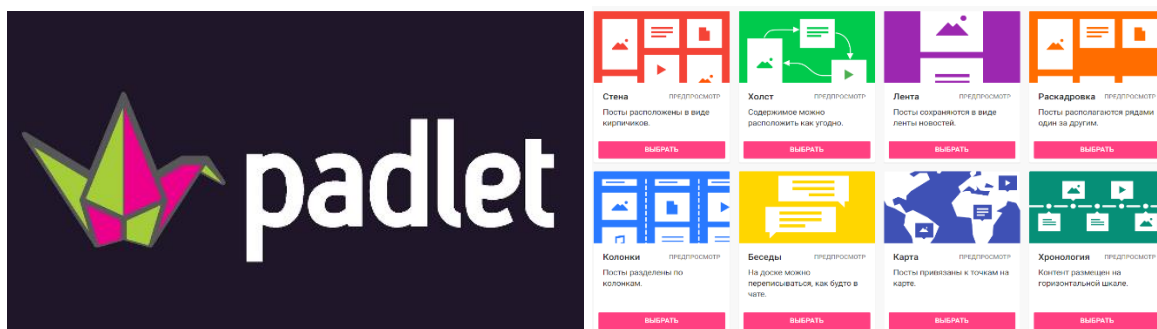 padlet
Стена ПРЕДПРОСМОТР
Посты расположены в виде
кирпичиков.
ВЫБРАТЬ
Холст ПРЕДПРОСМОТР
Содержимое можно
расположить как угодно.
ВЫБРАТЬ
Лента ПРЕДПРОСМОТР
Посты сохраняются в виде
ленты новостей.
ВЫБРАТЬ
Раскадровка ПРЕДПРОСМОТР
Посты располагаются рядами
один за другим.
ВЫБРАТЬ
Колонки ПРЕДПРОСМОТР
Посты разделены по
колонкам.
ВЫБРАТЬ
Беседы ПРЕДПРОСМОТР
На доске можно
переписываться, как будто в
чате.
ВЫБРАТЬ
Карта ПРЕДПРОСМОТР
Посты привязаны к точкам на
карте.
ВЫБРАТЬ
Хронология ПРЕДПРОСМОТР
Контент размещен на
горизонтальной шкале.
ВЫБРАТЬ